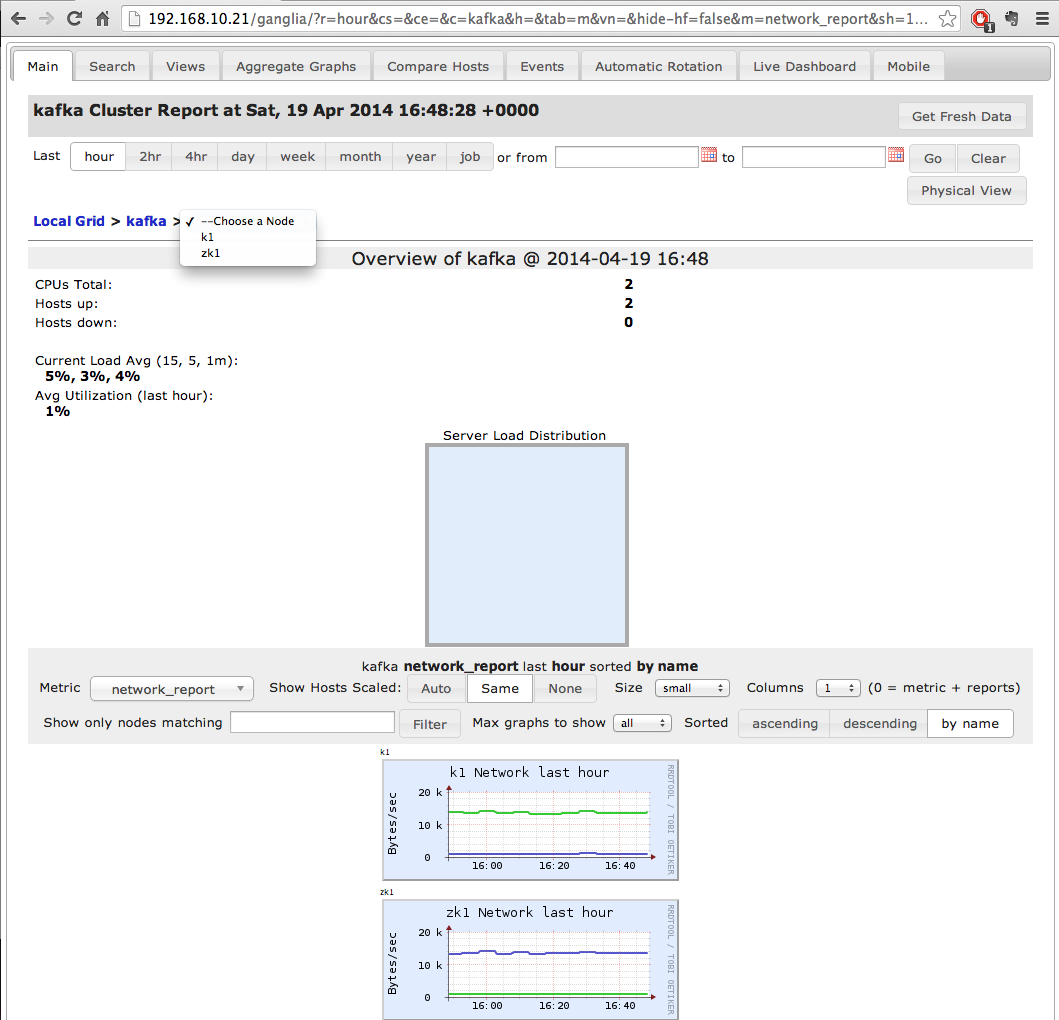 192.168.10.21/ganglia/?r=hour&cs=&ce=&c=kafka&h=&tab=m&vn=&hide-hf=false&m=network_report&sh=1...
1
Main Search Views Aggregate Graphs Compare Hosts Events Automatic Rotation Live Dashboard Mobile
kafka Cluster Report at Sat, 19 Apr 2014 16:48:28 +0000
Get Fresh Data
Last hour 2hr 4hr day week month year job or from to Go Clear
Physical View
Local Grid > kafka > ✓ --Choose a Node
k1
zk1
Overview of kafka @ 2014-04-19 16:48
CPUs Total: 2
Hosts up: 2
Hosts down: 0
Current Load Avg (15, 5, 1m):
5%, 3%, 4%
Avg Utilization (last hour):
1%
Server Load Distribution
kafka network_report last hour sorted by name
Metric network_report Show Hosts Scaled: Auto Same None Size small Columns 1 (0 = metric + reports)
Show only nodes matching Filter Max graphs to show all Sorted ascending descending by name
k1
k1 Network last hour
Bytes/sec
20 k
10 k
0
16:00 16:20 16:40
RRDTOOL / TOBI OETIKER
zk1
zk1 Network last hour
Bytes/sec
20 k
10 k
0
16:00 16:20 16:40
RRDTOOL / TOBI OETIKER